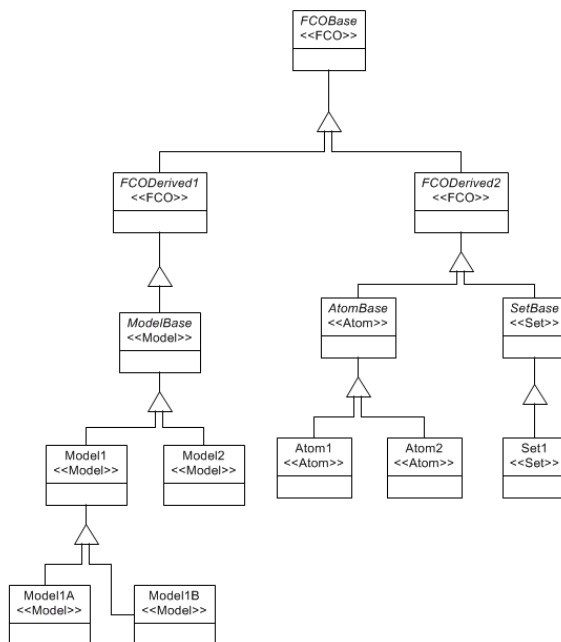 FCOBase
<<FCO>>
FCODerived1
<<FCO>>
FCODerived2
<<FCO>>
ModelBase
<<Model>>
AtomBase
<<Atom>>
SetBase
<<Set>>
Model1
<<Model>>
Model2
<<Model>>
Atom1
<<Atom>>
Atom2
<<Atom>>
Set1
<<Set>>
Model1A
<<Model>>
Model1B
<<Model>>